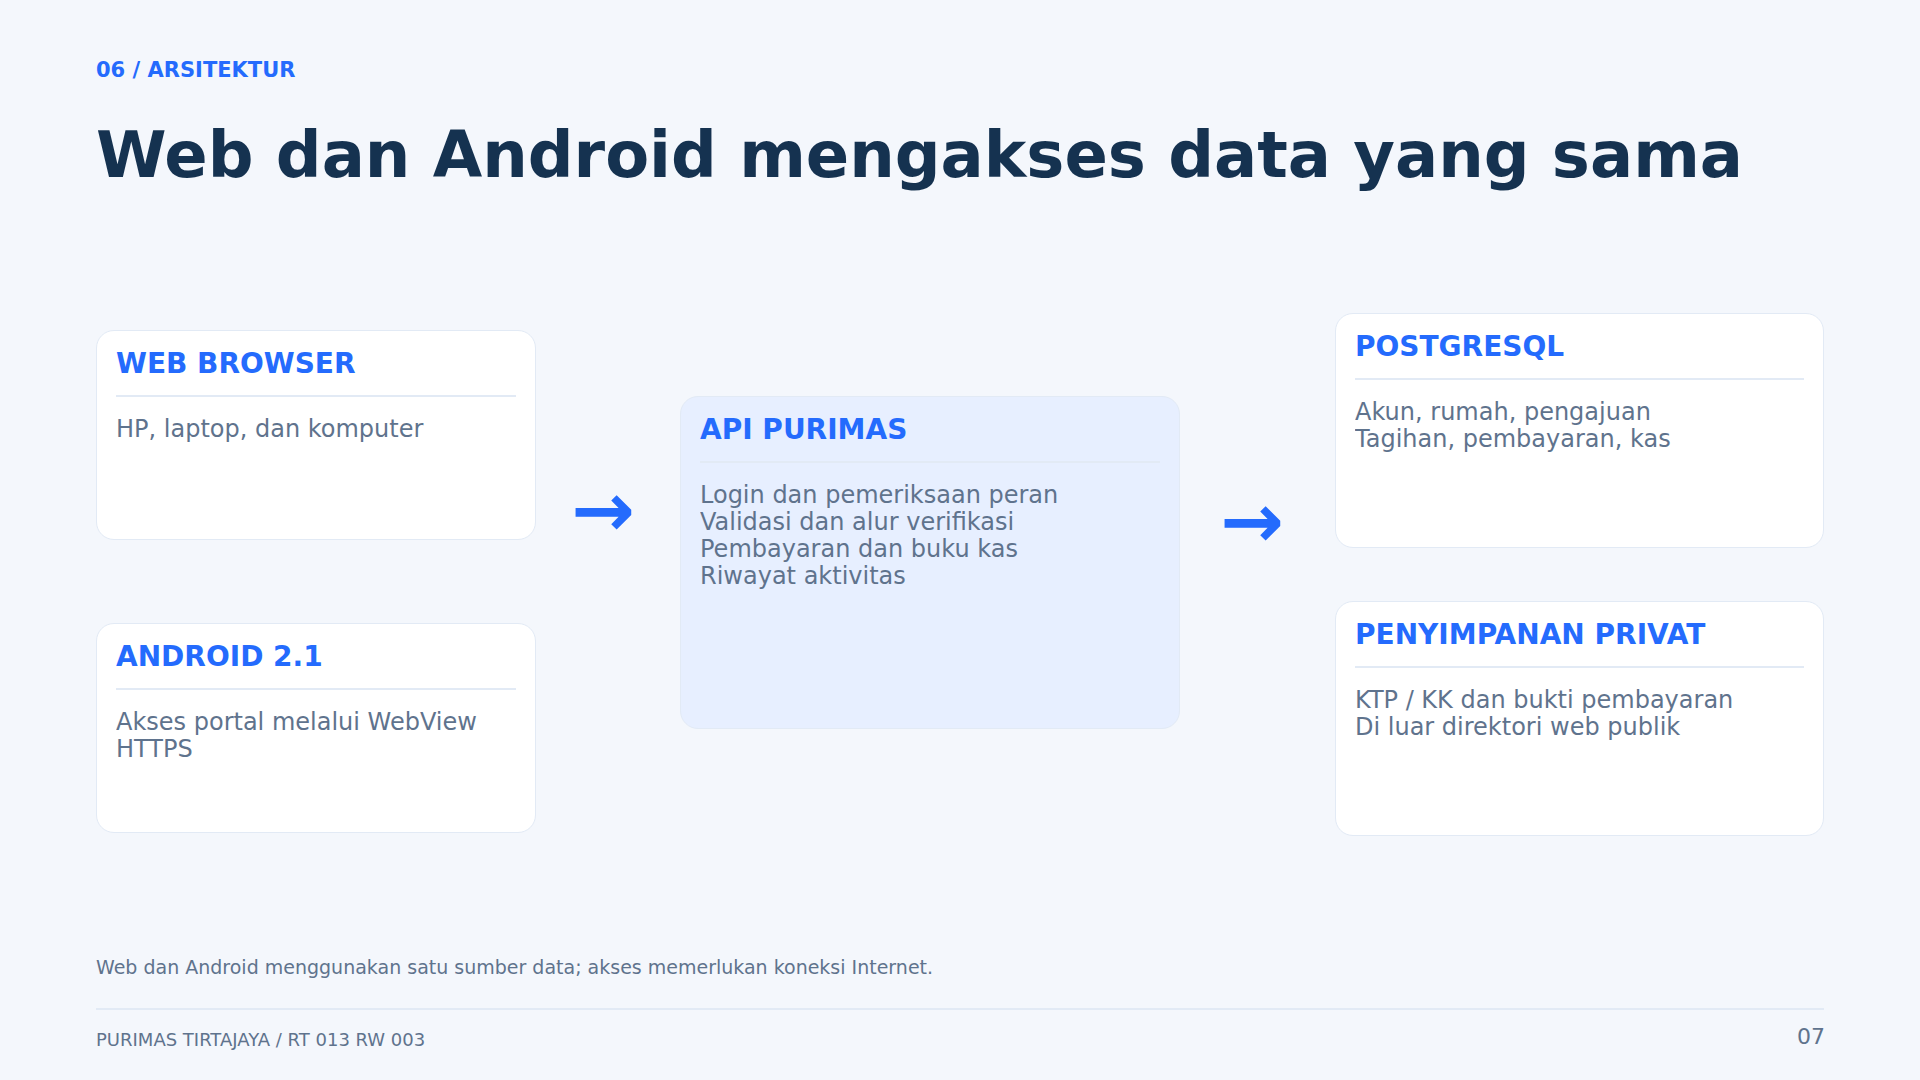 06 / ARSITEKTUR
Web dan Android mengakses data yang sama
WEB BROWSER
HP, laptop, dan komputer
ANDROID 2.1
Akses portal melalui WebView
HTTPS
→
API PURIMAS
Login dan pemeriksaan peran
Validasi dan alur verifikasi
Pembayaran dan buku kas
Riwayat aktivitas
→
POSTGRESQL
Akun, rumah, pengajuan
Tagihan, pembayaran, kas
PENYIMPANAN PRIVAT
KTP / KK dan bukti pembayaran
Di luar direktori web publik
Web dan Android menggunakan satu sumber data; akses memerlukan koneksi Internet.
PURIMAS TIRTAJAYA / RT 013 RW 003
07